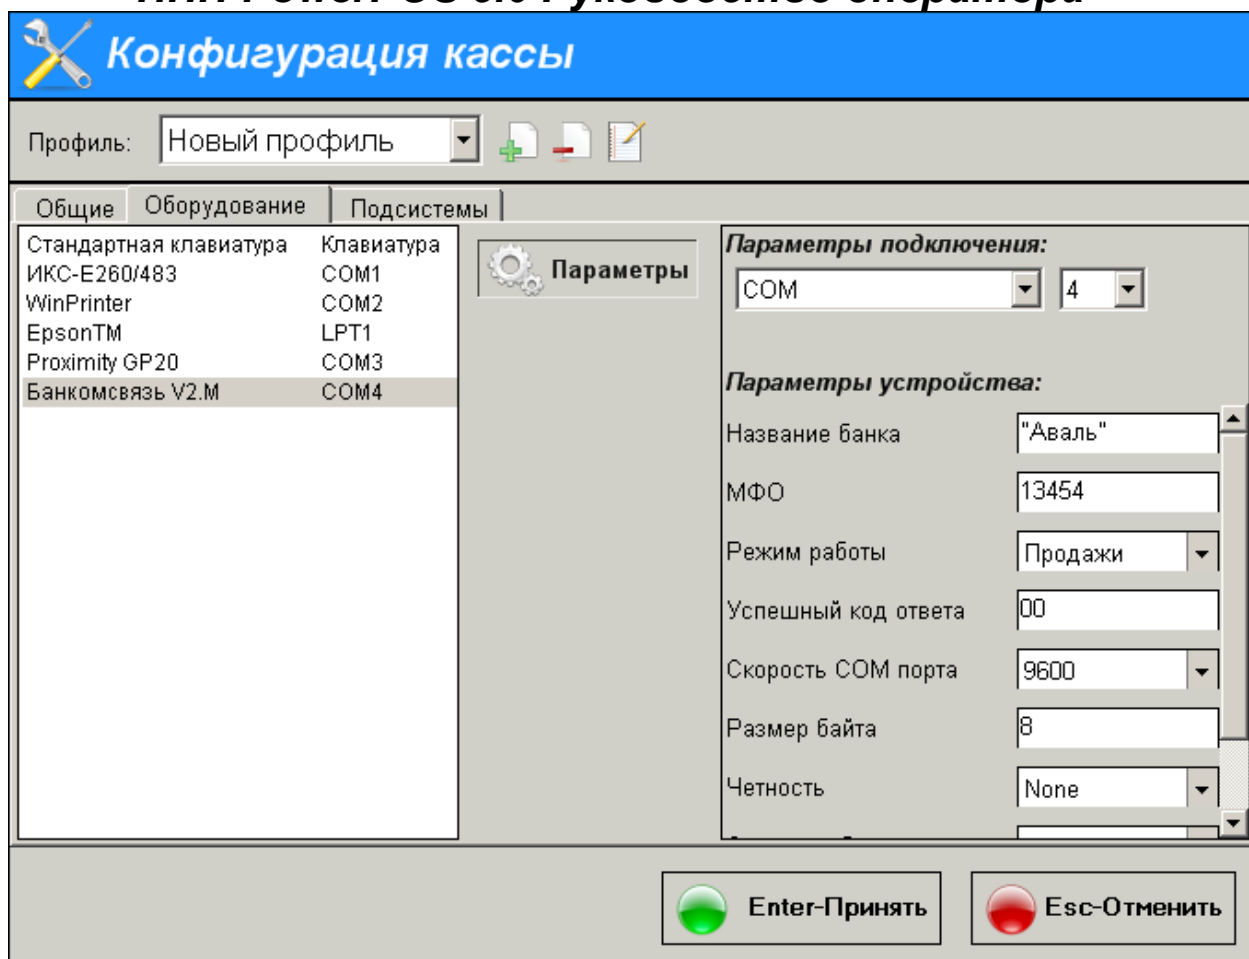 Конфигурация кассы
Профиль: Новый профиль
Общие Оборудование Подсистемы
Стандартная клавиатура Клавиатура
ИКС-E260/483 COM1
WinPrinter COM2
EpsonTM LPT1
Proximity GP20 COM3
Банкомсвязь V2.M COM4
Параметры
Параметры подключения:
COM 4
Параметры устройства:
Название банка "Аваль"
МФО 13454
Режим работы Продажи
Успешный код ответа 00
Скорость COM порта 9600
Размер байта 8
Четность None
Enter-Принять Esc-Отменить